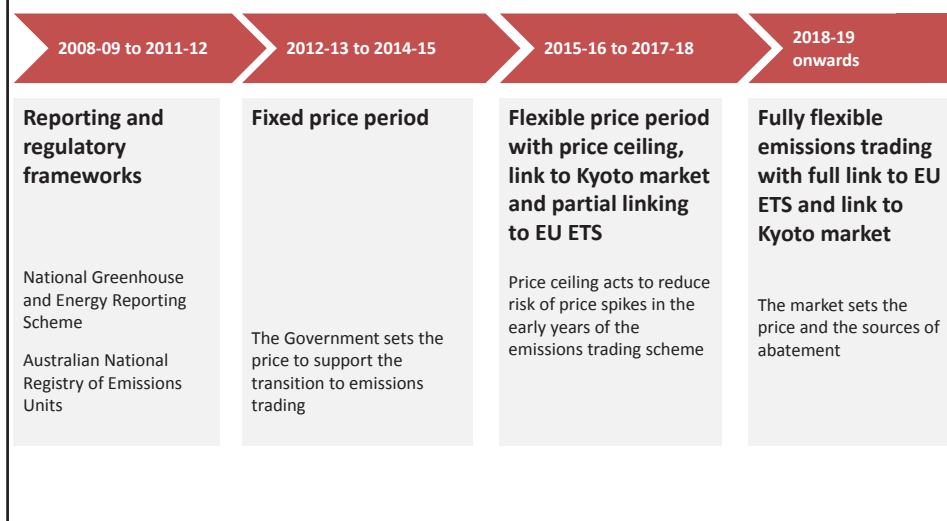 2008-09 to 2011-12
2012-13 to 2014-15
2015-16 to 2017-18
2018-19
onwards
Reporting and
regulatory
frameworks
National Greenhouse
and Energy Reporting
Scheme
Australian National
Registry of Emissions
Units
Fixed price period
The Government sets the
price to support the
transition to emissions
trading
Flexible price period
with price ceiling,
link to Kyoto market
and partial linking
to EU ETS
Price ceiling acts to reduce
risk of price spikes in the
early years of the
emissions trading scheme
Fully flexible
emissions trading
with full link to EU
ETS and link to
Kyoto market
The market sets the
price and the sources of
abatement